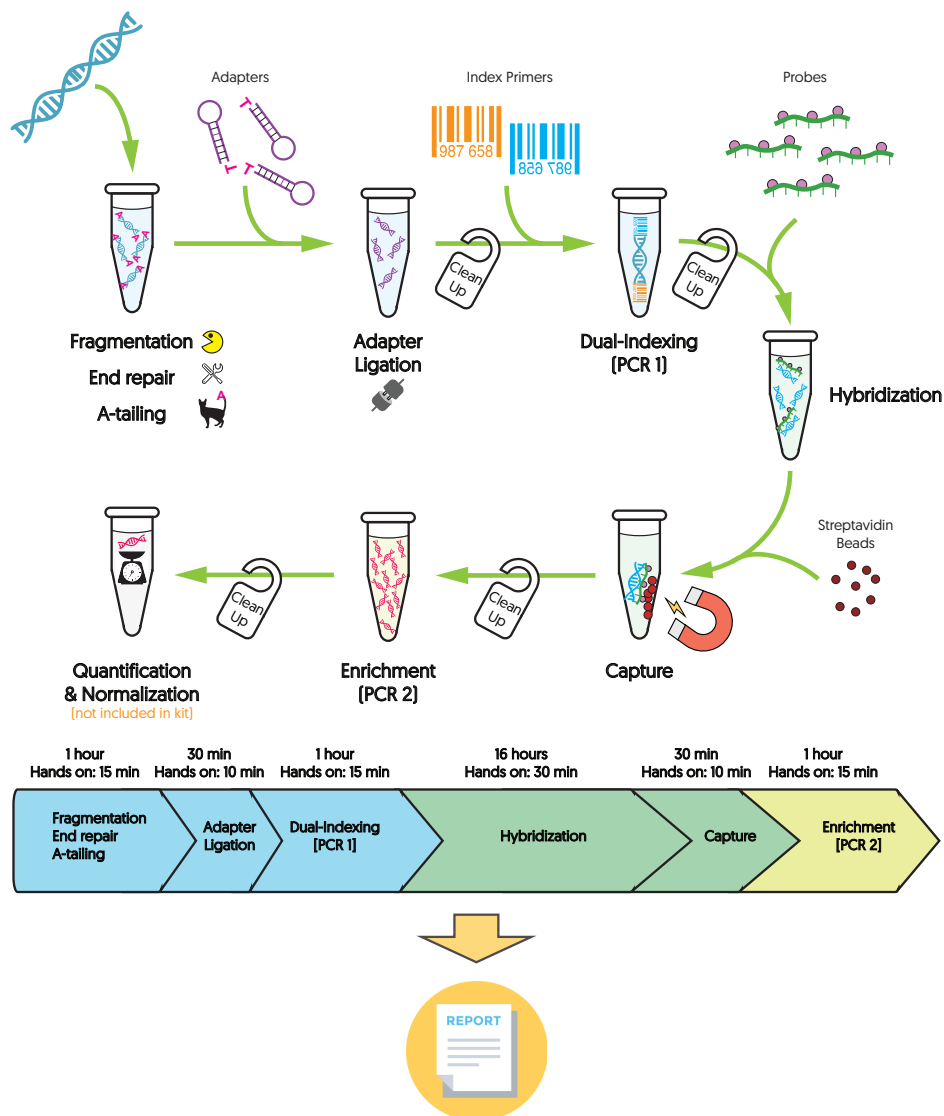 Adapters
Index Primers
Probes
T
T
T
987 658
987 658
A
A
A
A
A
A
A
Clean
Up
Clean
Up
Fragmentation
End repair
A-tailing
A
Adapter
Ligation
Dual-Indexing
(PCR 1)
Hybridization
Streptavidin
Beads
Clean
Up
Clean
Up
Quantification
& Normalization
(not included in kit)
Enrichment
(PCR 2)
Capture
1 hour
Hands on: 15 min
30 min
Hands on: 10 min
1 hour
Hands on: 15 min
16 hours
Hands on: 30 min
30 min
Hands on: 10 min
1 hour
Hands on: 15 min
Fragmentation
End repair
A-tailing
Adapter
Ligation
Dual-Indexing
[PCR 1]
Hybridization
Capture
Enrichment
[PCR 2]
REPORT